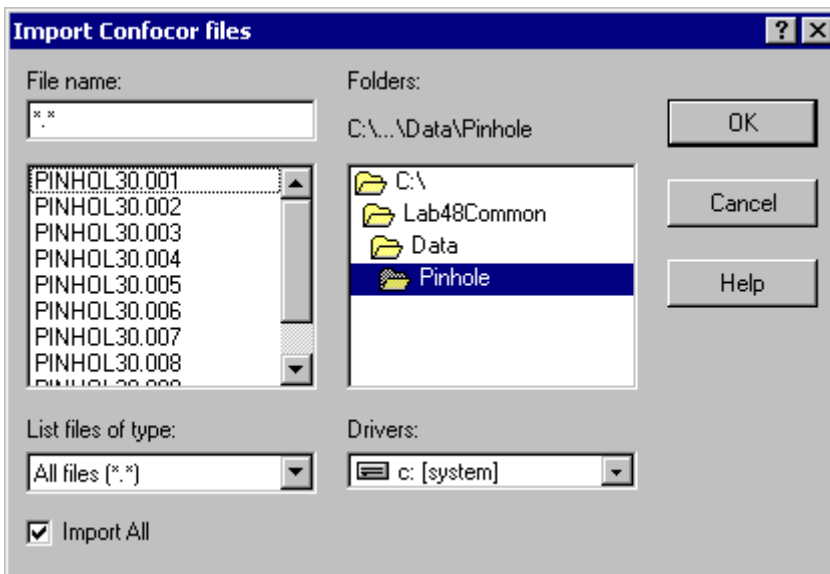 Import Confocor files
File name:
*.*
PINHOL30.001
PINHOL30.002
PINHOL30.003
PINHOL30.004
PINHOL30.005
PINHOL30.006
PINHOL30.007
PINHOL30.008
List files of type:
All files (*.*)
Import All
Folders:
C:\...\Data\Pinhole
C:\
Lab48Common
Data
Pinhole
Drivers:
c: [system]
OK
Cancel
Help